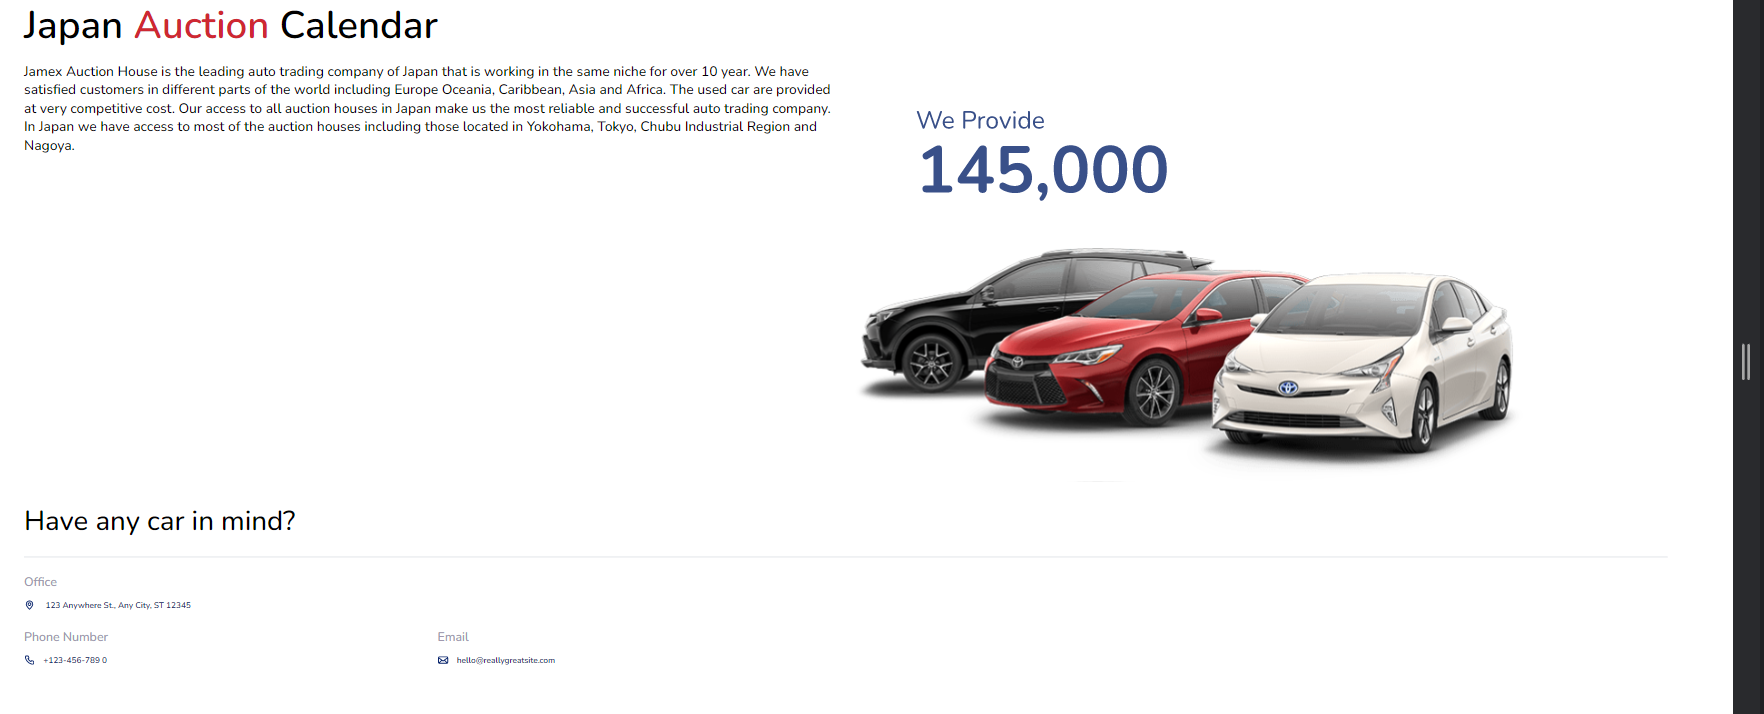 Japan Auction Calendar
Jamex Auction House is the leading auto trading company of Japan that is working in the same niche for over 10 year. We have
satisfied customers in different parts of the world including Europe Oceania, Caribbean, Asia and Africa. The used car are provided
at very competitive cost. Our access to all auction houses in Japan make us the most reliable and successful auto trading company.
In Japan we have access to most of the auction houses including those located in Yokohama, Tokyo, Chubu Industrial Region and
Nagoya.
We Provide
145,000
Have any car in mind?
Office
123 Anywhere St., Any City, ST 12345
Phone Number
+123-456-789 0
Email
hello@reallygreatsite.com